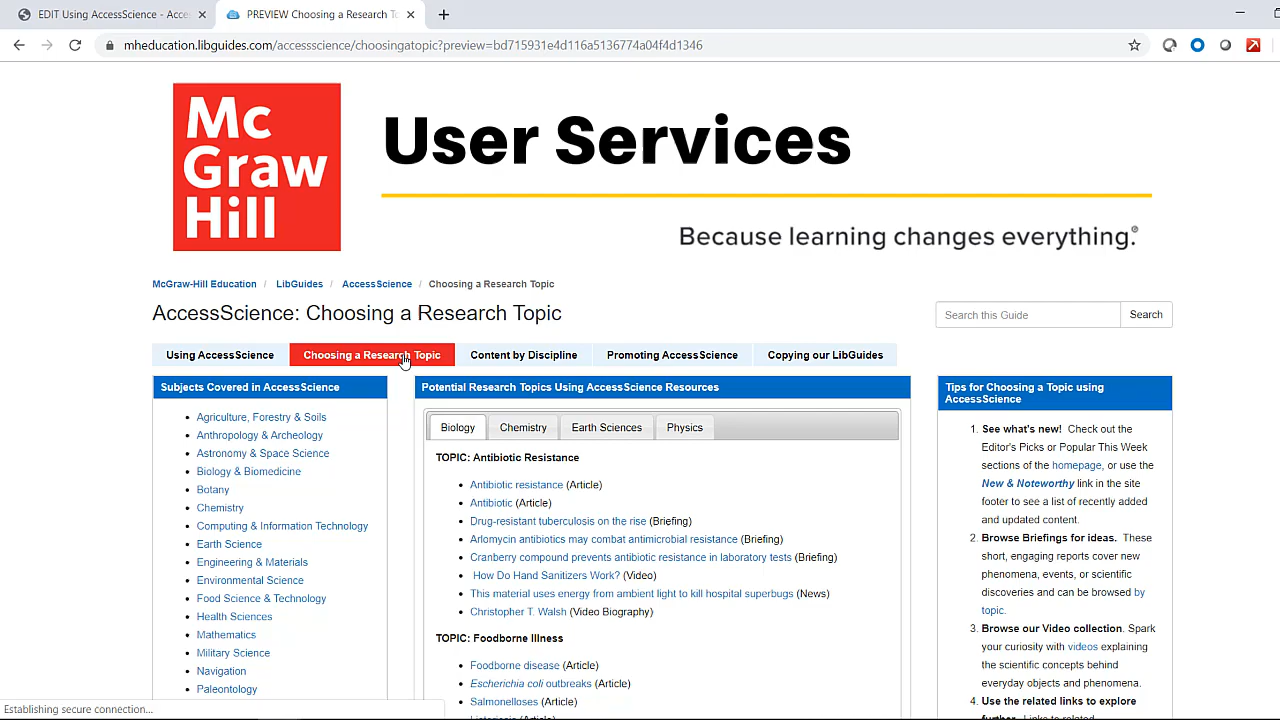 EDIT Using AccessScience - Acce
PREVIEW Choosing a Research T
mheducation.libguides.com/accessscience/choosingatopic?preview=bd715931e4d116a5136774a04f4d1346
Mc
Graw
Hill
User Services
Because learning changes everything.®
McGraw-Hill Education / LibGuides / AccessScience / Choosing a Research Topic
AccessScience: Choosing a Research Topic
Search this Guide
Search
Using AccessScience
Choosing a Research Topic
Content by Discipline
Promoting AccessScience
Copying our LibGuides
Subjects Covered in AccessScience
Agriculture, Forestry & Soils
Anthropology & Archeology
Astronomy & Space Science
Biology & Biomedicine
Botany
Chemistry
Computing & Information Technology
Earth Science
Engineering & Materials
Environmental Science
Food Science & Technology
Health Sciences
Mathematics
Military Science
Navigation
Paleontology
Potential Research Topics Using AccessScience Resources
Biology
Chemistry
Earth Sciences
Physics
TOPIC: Antibiotic Resistance
Antibiotic resistance (Article)
Antibiotic (Article)
Drug-resistant tuberculosis on the rise (Briefing)
Arlomycin antibiotics may combat antimicrobial resistance (Briefing)
Cranberry compound prevents antibiotic resistance in laboratory tests (Briefing)
How Do Hand Sanitizers Work? (Video)
This material uses energy from ambient light to kill hospital superbugs (News)
Christopher T. Walsh (Video Biography)
TOPIC: Foodborne Illness
Foodborne disease (Article)
Escherichia coli outbreaks (Article)
Salmonelloses (Article)
Listeriosis (Article)
Tips for Choosing a Topic using
AccessScience
1. See what's new! Check out the
Editor's Picks or Popular This Week
sections of the homepage, or use the
New & Noteworthy link in the site
footer to see a list of recently added
and updated content.
2. Browse Briefings for ideas. These
short, engaging reports cover new
phenomena, events, or scientific
discoveries and can be browsed by
topic.
3. Browse our Video collection. Spark
your curiosity with videos explaining
the scientific concepts behind
everyday objects and phenomena.
4. Use the related links to explore
further. Links to related
Establishing secure connection...